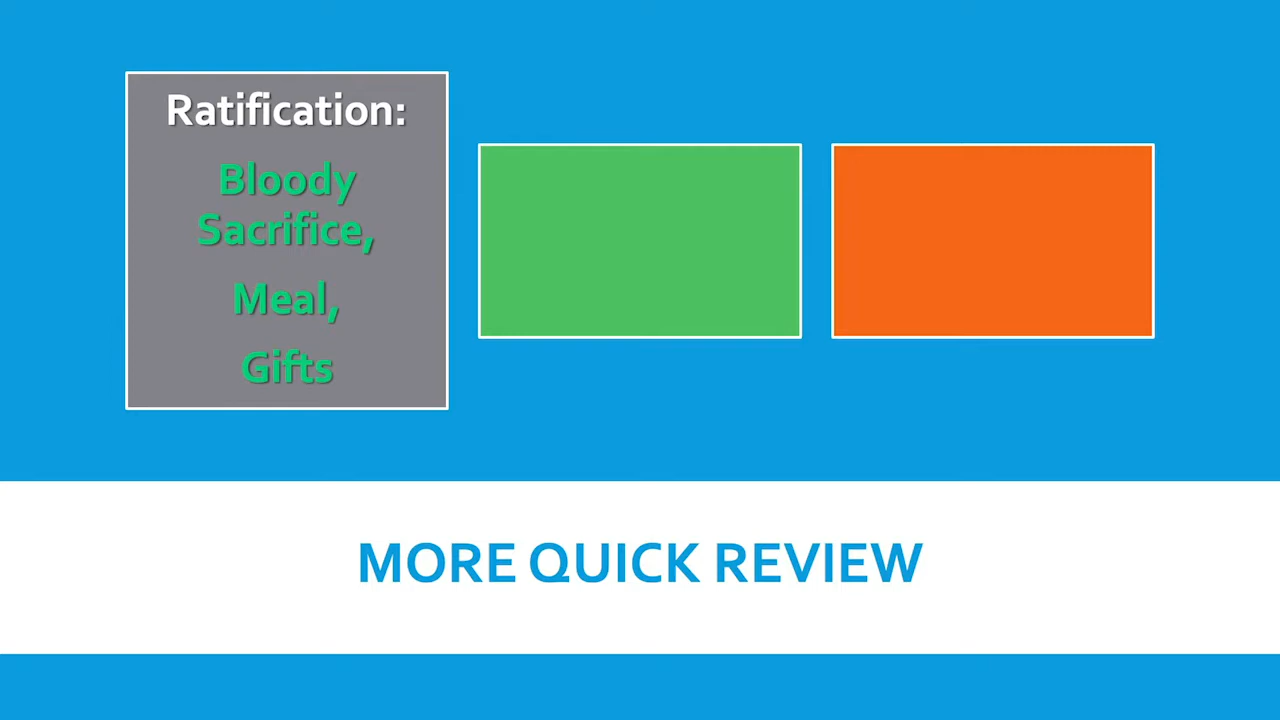 Ratification:
Bloody
Sacrifice,
Meal,
Gifts
MORE QUICK REVIEW